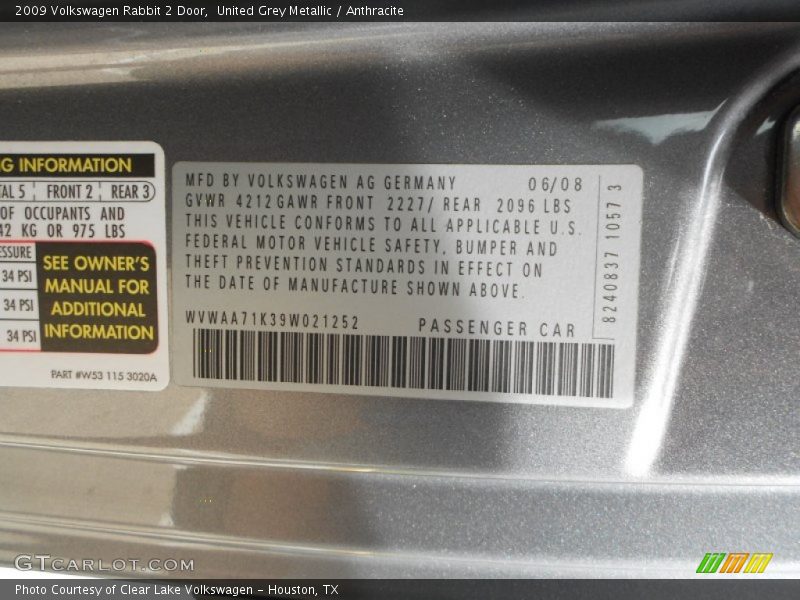 2009 Volkswagen Rabbit 2 Door, United Grey Metallic / Anthracite
G INFORMATION
TAL 5 FRONT 2 REAR 3
OF OCCUPANTS AND
42 KG OR 975 LBS
ESSURE
34 PSI
34 PSI
34 PSI
SEE OWNER'S
MANUAL FOR
ADDITIONAL
INFORMATION
PART #W53 115 3020A
MFD BY VOLKSWAGEN AG GERMANY 06/08
GVWR 4212 GAWR FRONT 2227/ REAR 2096 LBS
THIS VEHICLE CONFORMS TO ALL APPLICABLE U.S.
FEDERAL MOTOR VEHICLE SAFETY, BUMPER AND
THEFT PREVENTION STANDARDS IN EFFECT ON
THE DATE OF MANUFACTURE SHOWN ABOVE.
WVWAA71K39W021252 PASSENGER CAR
8240837 1057 3
GTCARLOT.COM
Photo Courtesy of Clear Lake Volkswagen - Houston, TX